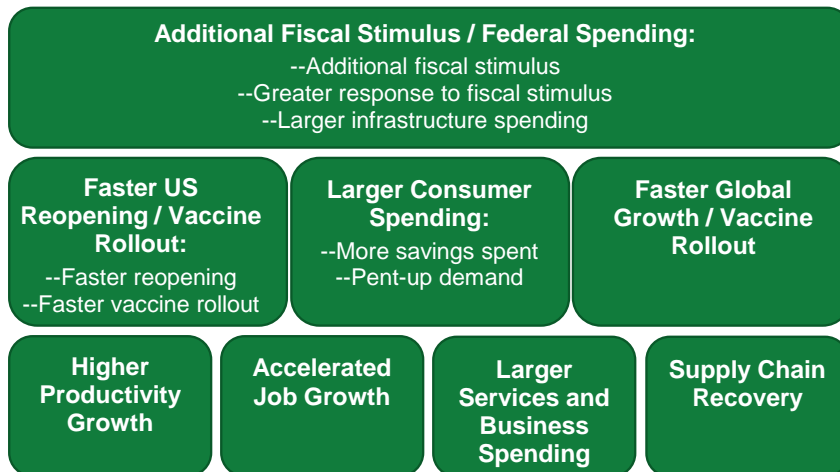 Additional Fiscal Stimulus / Federal Spending:
--Additional fiscal stimulus
--Greater response to fiscal stimulus
--Larger infrastructure spending
Faster US
Reopening / Vaccine
Rollout:
--Faster reopening
--Faster vaccine rollout
Larger Consumer
Spending:
--More savings spent
--Pent-up demand
Faster Global
Growth / Vaccine
Rollout
Higher
Productivity
Growth
Accelerated
Job Growth
Larger
Services and
Business
Spending
Supply Chain
Recovery